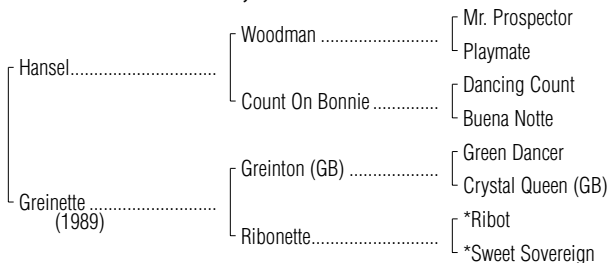 Mr. Prospector
Woodman
Playmate
Hansel
Dancing Count
Count On Bonnie
Buena Notte
Green Dancer
Greinton (GB)
Crystal Queen (GB)
Greinette
(1989)
*Ribot
Ribonette
*Sweet Sovereign